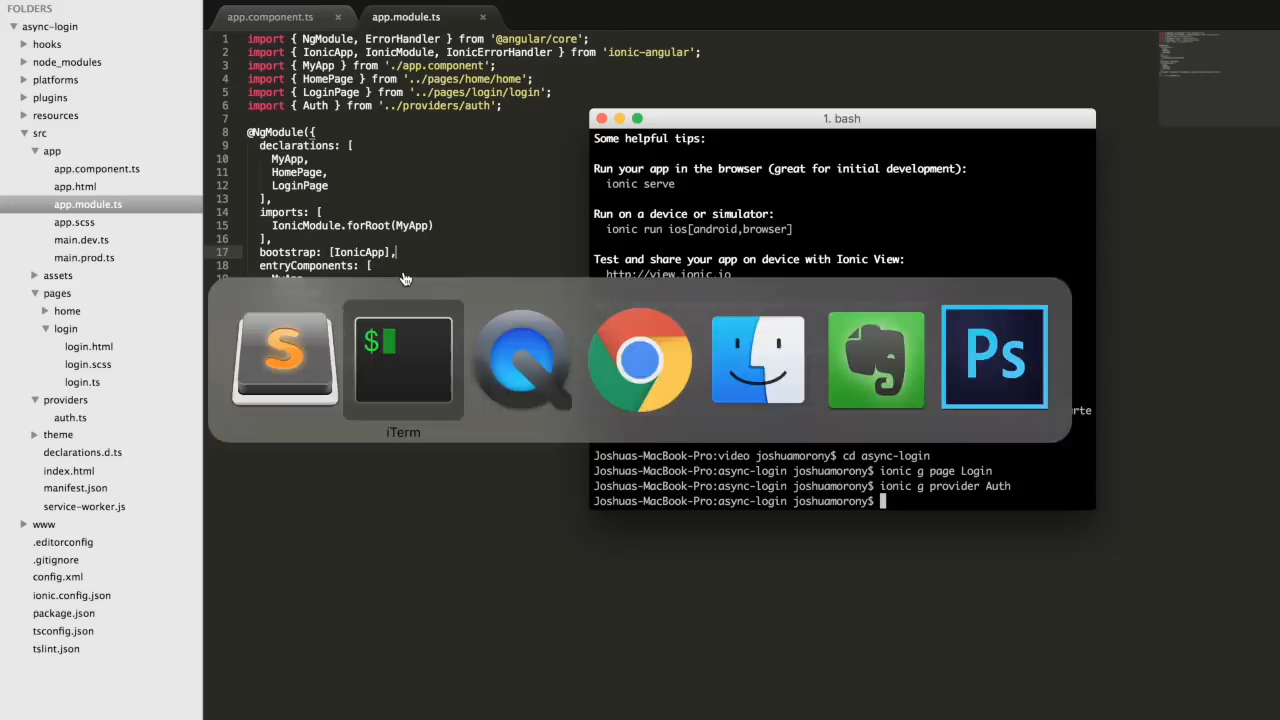 FOLDERS
async-login
hooks
node_modules
platforms
plugins
resources
src
app
app.component.ts
app.html
app.module.ts
app.scss
main.dev.ts
main.prod.ts
assets
pages
home
login
login.html
login.scss
login.ts
providers
auth.ts
theme
declarations.d.ts
index.html
manifest.json
service-worker.js
www
.editorconfig
.gitignore
config.xml
ionic.config.json
package.json
tsconfig.json
tslint.json
app.component.ts ×
app.module.ts ×
1 import { NgModule, ErrorHandler } from '@angular/core';
2 import { IonicApp, IonicModule, IonicErrorHandler } from 'ionic-angular';
3 import { MyApp } from './app.component';
4 import { HomePage } from '../pages/home/home';
5 import { LoginPage } from '../pages/login/login';
6 import { Auth } from '../providers/auth';
7
8 @NgModule({
9 declarations: [
10 MyApp,
11 HomePage,
12 LoginPage
13 ],
14 imports: [
15 IonicModule.forRoot(MyApp)
16 ],
17 bootstrap: [IonicApp],
18 entryComponents: [
1. bash
Some helpful tips:
Run your app in the browser (great for initial development):
ionic serve
Run on a device or simulator:
ionic run ios[android,browser]
Test and share your app on device with Ionic View:
http://view.ionic.io
S
$
Ps
iTerm
rte
Joshuas-MacBook-Pro:video joshuamorony$ cd async-login
Joshuas-MacBook-Pro:async-login joshuamorony$ ionic g page Login
Joshuas-MacBook-Pro:async-login joshuamorony$ ionic g provider Auth
Joshuas-MacBook-Pro:async-login joshuamorony$